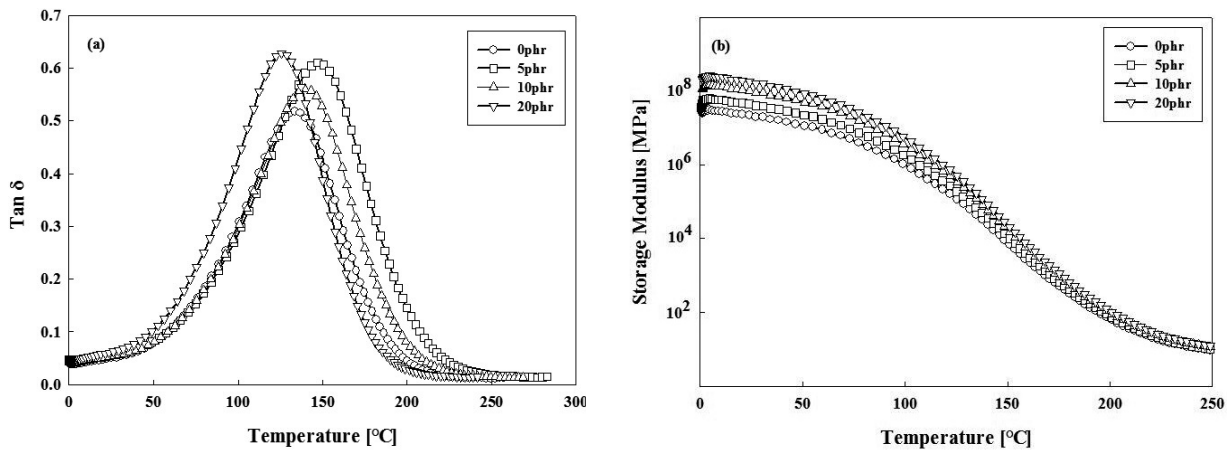 (a)
0phr
5phr
10phr
20phr
0.7
0.6
0.5
0.4
0.3
0.2
0.1
0.0
Tan δ
0 50 100 150 200 250 300
Temperature [°C]
(b)
0phr
5phr
10phr
20phr
10⁸
10⁶
10⁴
10²
Storage Modulus [MPa]
0 50 100 150 200 250
Temperature [°C]